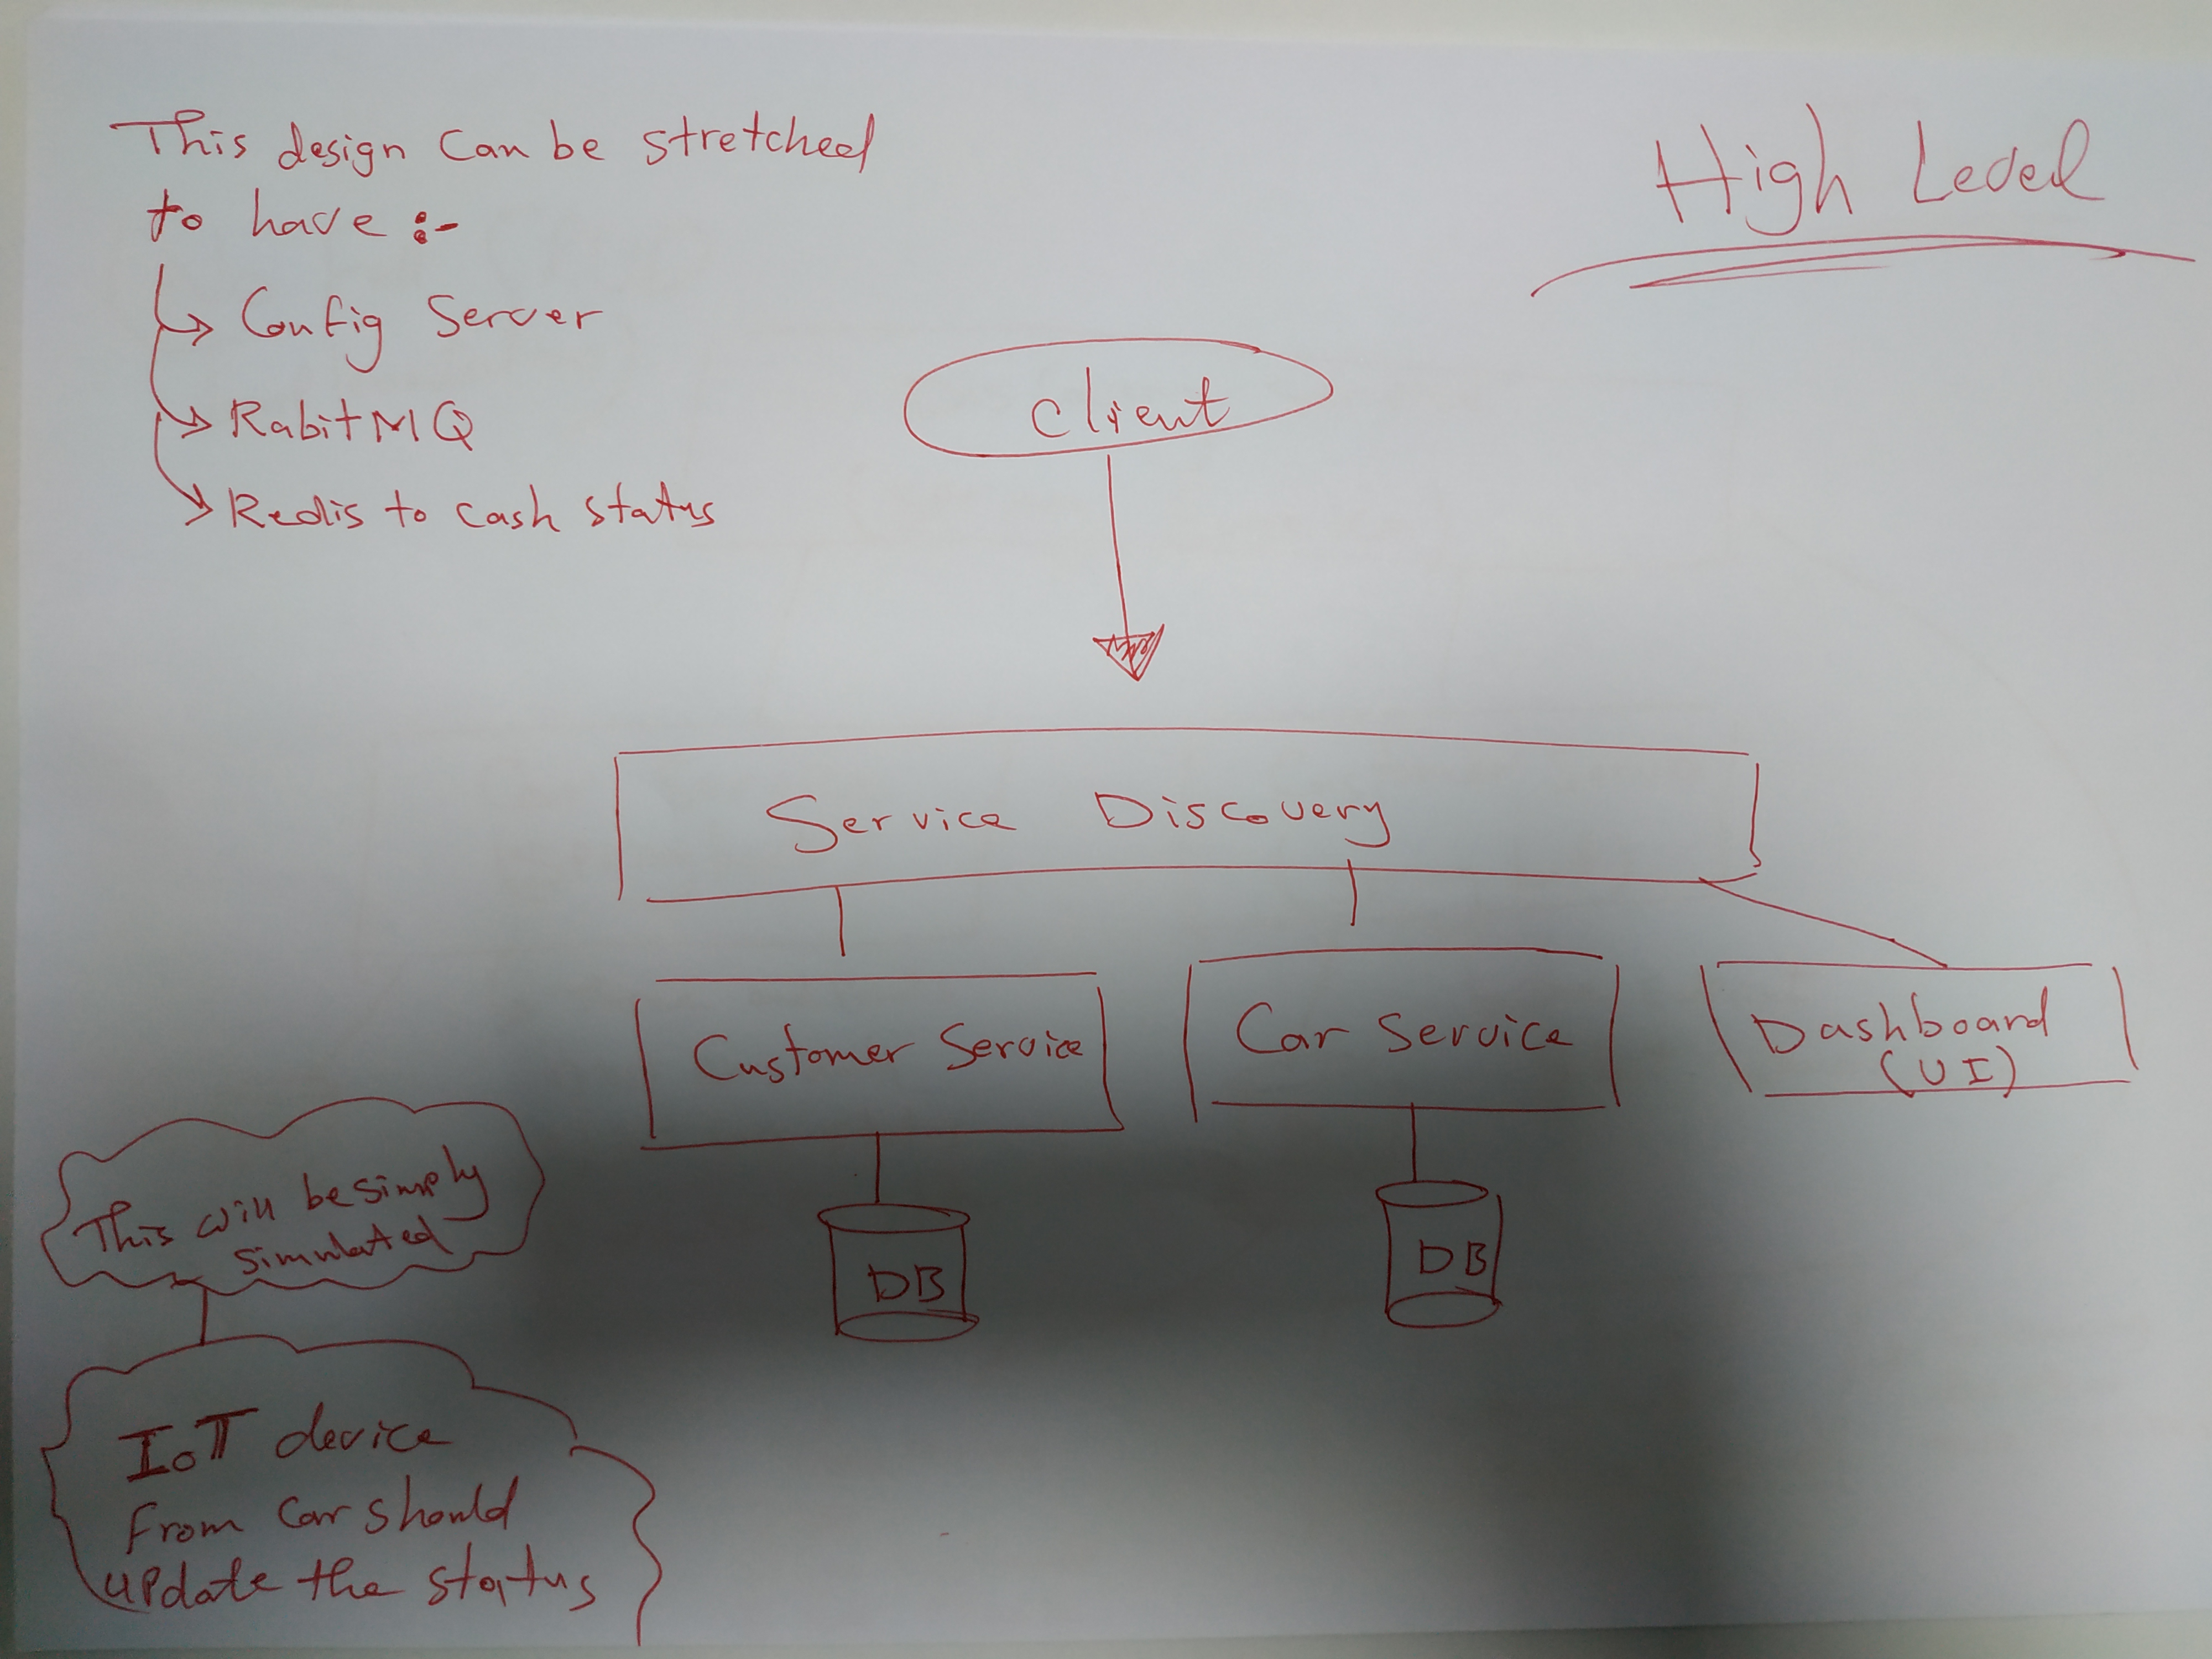 High Ledel
This design can be stretched
to have :-
Config Server
RabitMQ
Redis to cash status
Client
Service Discovery
Customer Service
Car Service
Dashboard
(UI)
DB
DB
This will be simply
simulated
IoT device
from car should
update the status